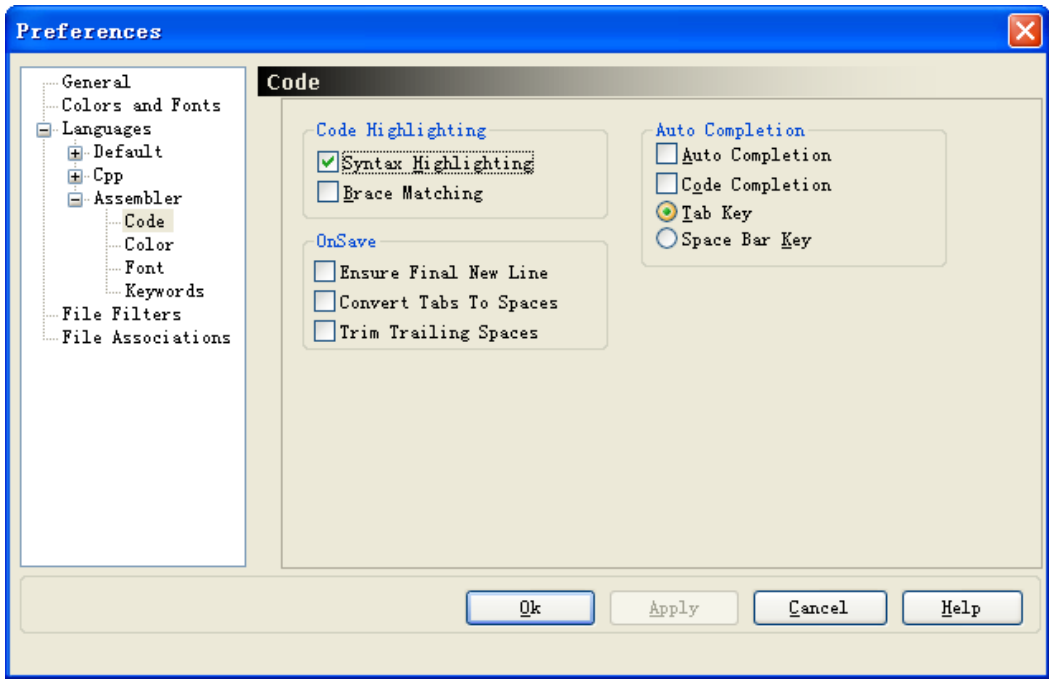 Preferences
General
Colors and Fonts
Languages
Default
Cpp
Assembler
Code
Color
Font
Keywords
File Filters
File Associations
Code
Code Highlighting
Syntax Highlighting
Brace Matching
OnSave
Ensure Final New Line
Convert Tabs To Spaces
Trim Trailing Spaces
Auto Completion
Auto Completion
Code Completion
Tab Key
Space Bar Key
Ok
Apply
Cancel
Help